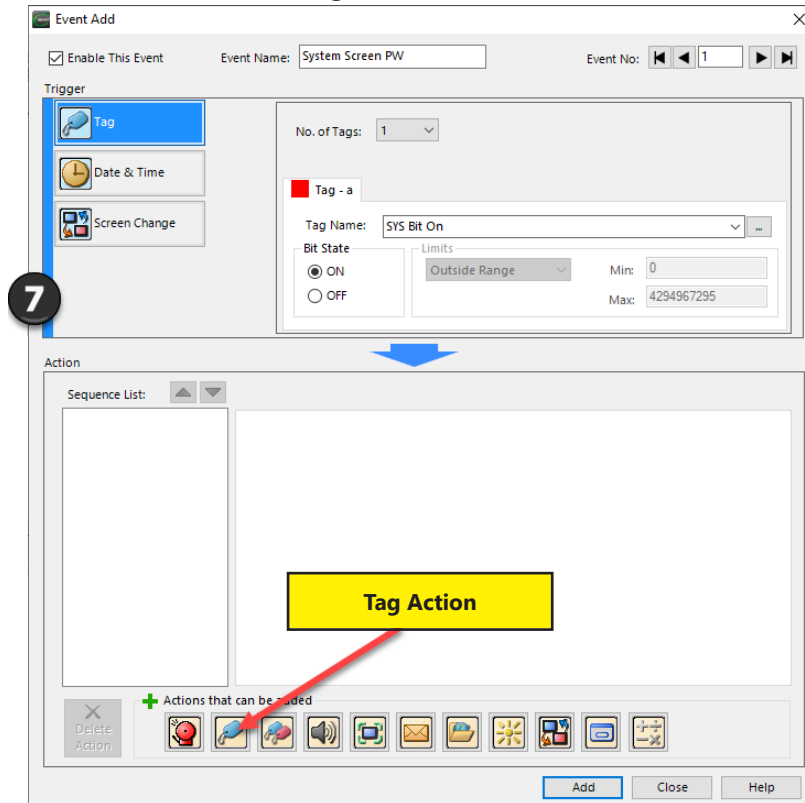 Event Add
Enable This Event
Event Name: System Screen PW
Event No: 1
Trigger
Tag
No. of Tags: 1
Date & Time
Tag - a
Screen Change
Tag Name: SYS Bit On ...
Bit State
Limits
ON
Outside Range
Min: 0
OFF
Max: 4294967295
7
Action
Sequence List:
Tag Action
Actions that can be added
Delete
Action
Add Close Help